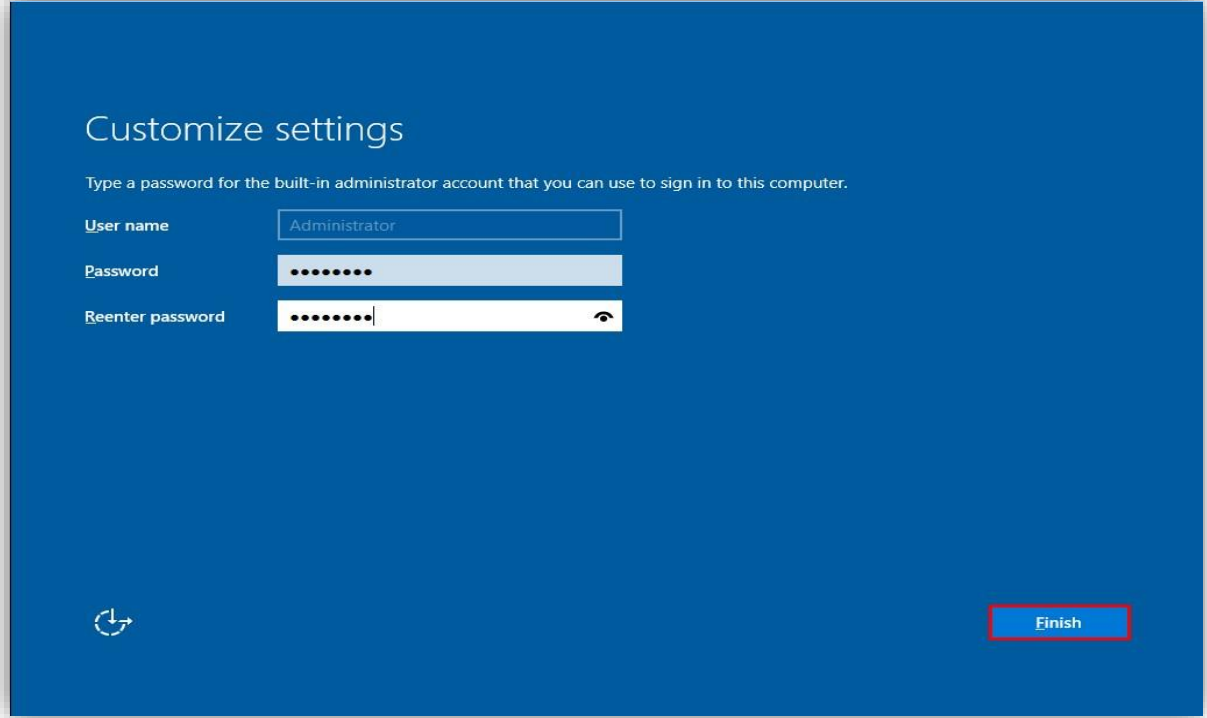 Customize settings
Type a password for the built-in administrator account that you can use to sign in to this computer.
User name Administrator
Password ••••••••
Reenter password ••••••••
Finish